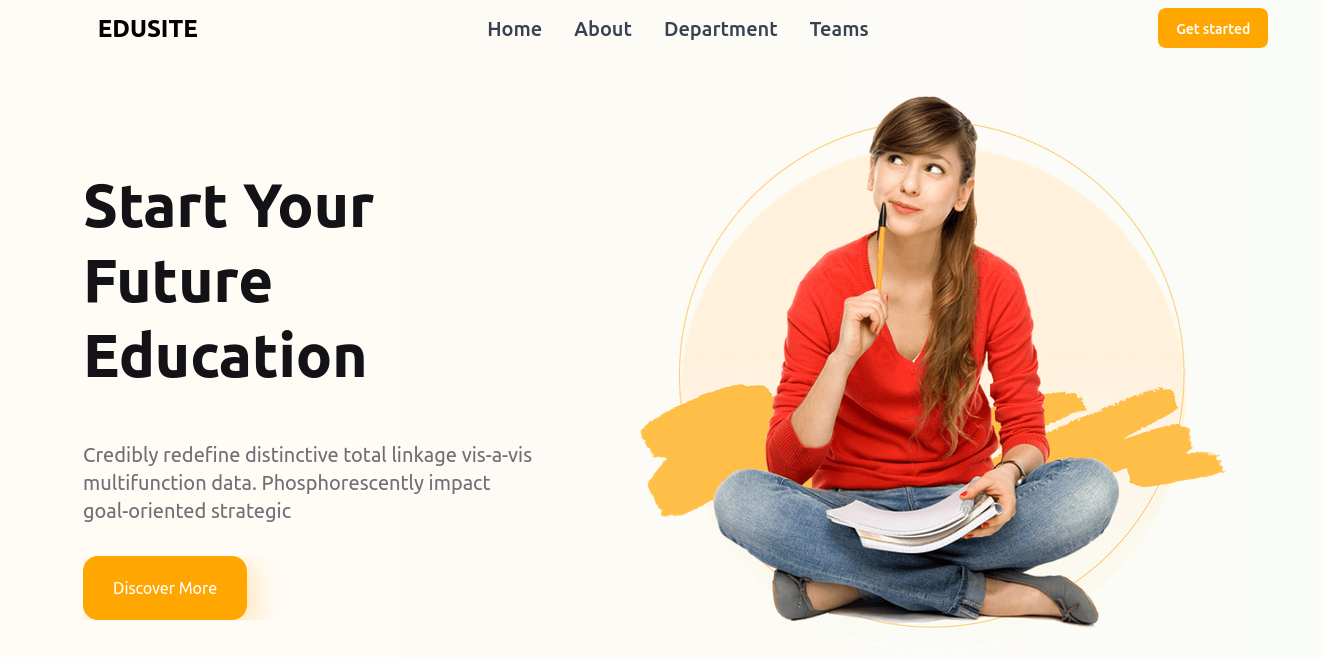 EDUSITE
Home About Department Teams
Get started
Start Your
Future
Education
Credibly redefine distinctive total linkage vis-a-vis
multifunction data. Phosphorescently impact
goal-oriented strategic
Discover More